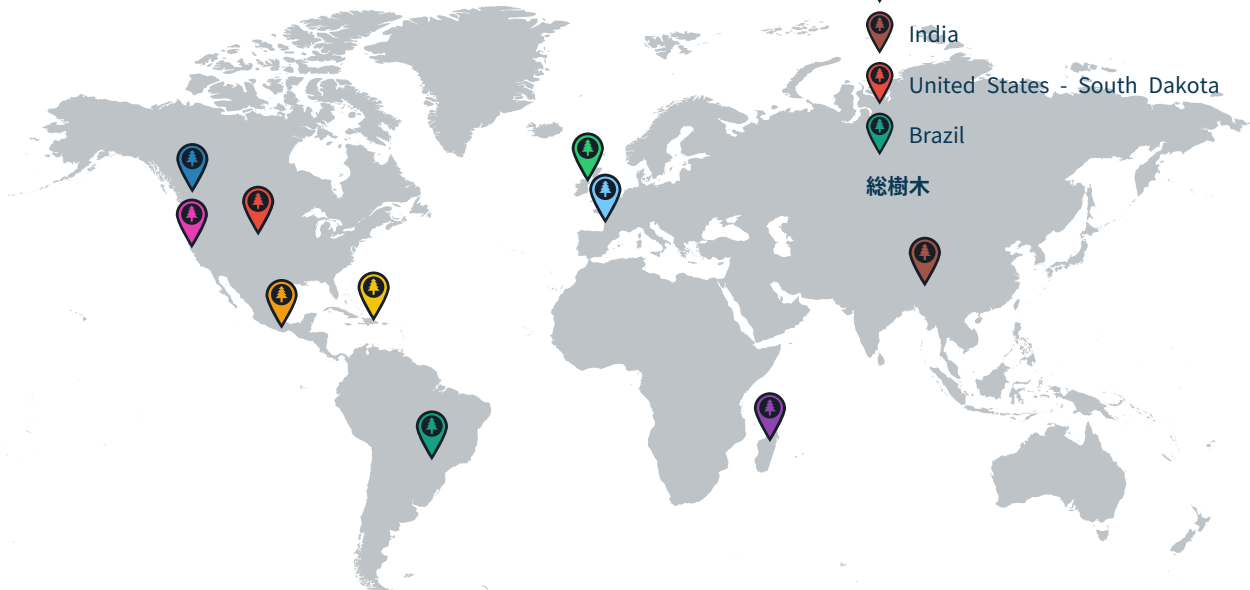 India
United States - South Dakota
Brazil
総樹木